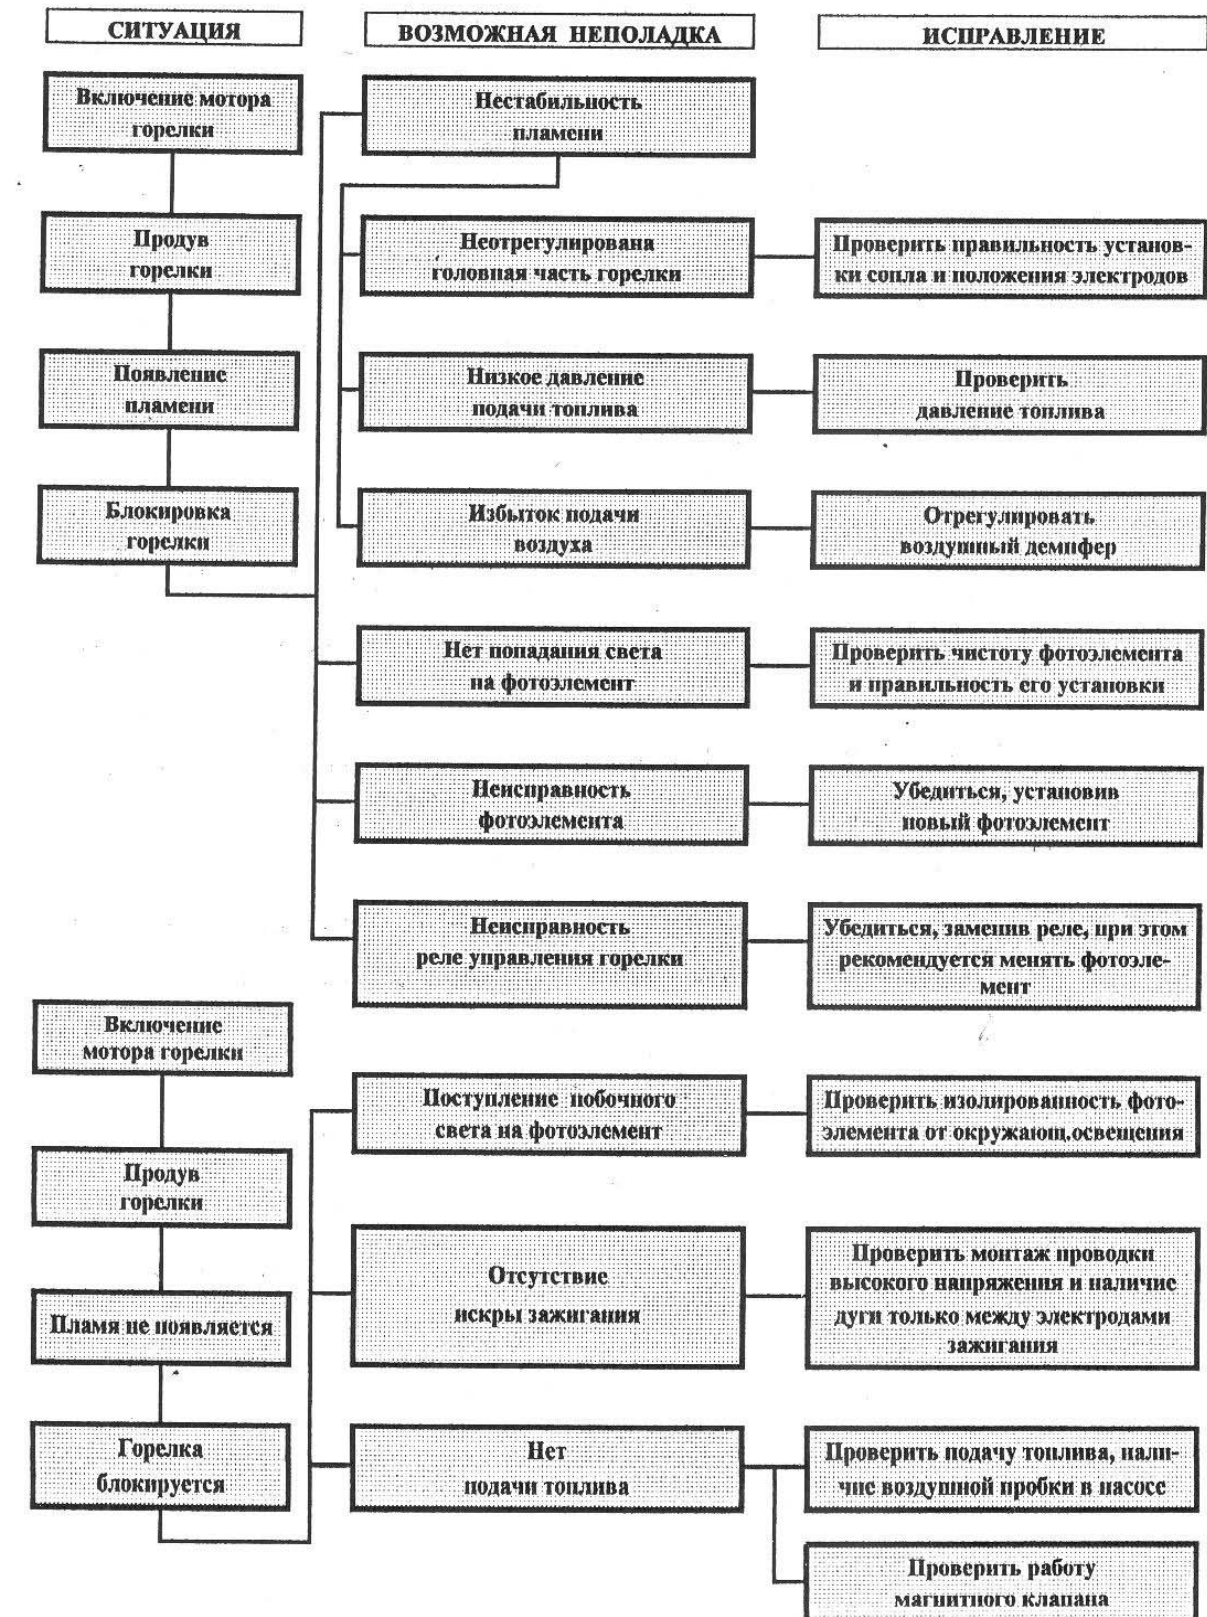 СИТУАЦИЯ
ВОЗМОЖНАЯ НЕПОЛАДКА
ИСПРАВЛЕНИЕ
Включение мотора
горелки
Нестабильность
пламени
Продув
горелки
Неотрегулирована
головная часть горелки
Проверить правильность установ-
ки сопла и положения электродов
Появление
пламени
Низкое давление
подачи топлива
Проверить
давление топлива
Блокировка
горелки
Избыток подачи
воздуха
Отрегулировать
воздушный демпфер
Нет попадания света
на фотоэлемент
Проверить чистоту фотоэлемента
и правильность его установки
Неисправность
фотоэлемента
Убедиться, установив
новый фотоэлемент
Неисправность
реле управления горелки
Убедиться, заменив реле, при этом
рекомендуется менять фотоэле-
мент
Включение
мотора горелки
Поступление побочного
света на фотоэлемент
Проверить изолированность фото-
элемента от окружающ.освещения
Продув
горелки
Отсутствие
искры зажигания
Проверить монтаж проводки
высокого напряжения и наличие
дуги только между электродами
зажигания
Пламя не появляется
Горелка
блокируется
Нет
подачи топлива
Проверить подачу топлива, нали-
чие воздушной пробки в насосе
Проверить работу
магнитного клапана